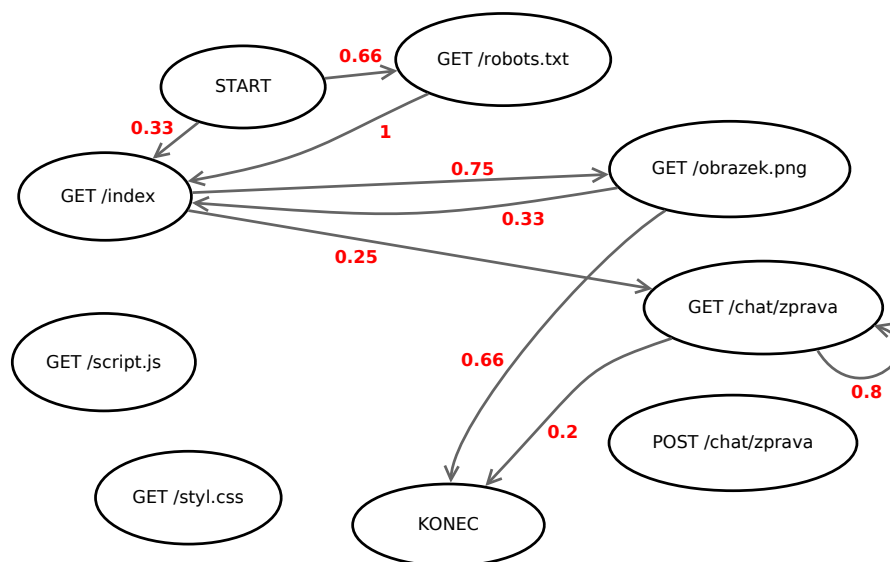 0.66
GET /robots.txt
START
0.33
1
GET /index
0.75
GET /obrazek.png
0.33
0.25
GET /chat/zprava
GET /script.js
0.66
0.8
0.2
POST /chat/zprava
GET /styl.css
KONEC